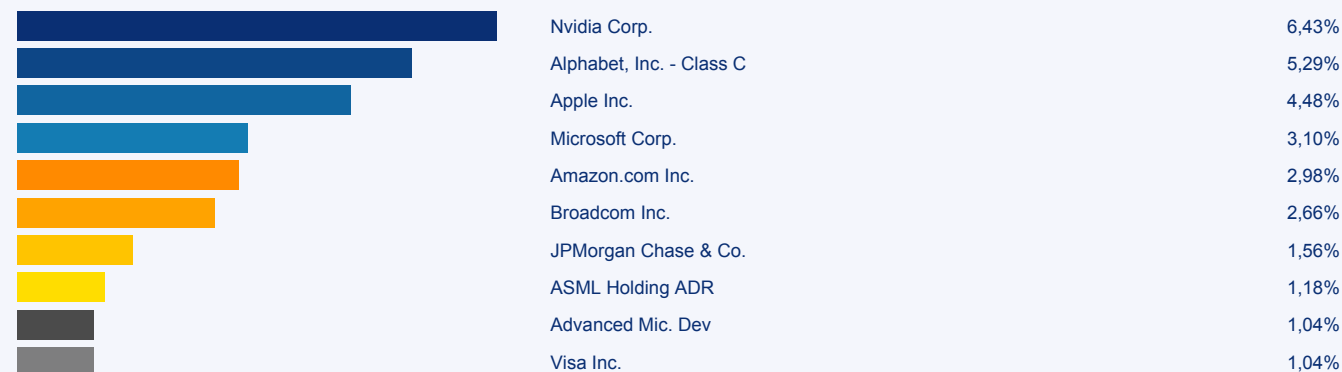 Nvidia Corp. 6,43%
Alphabet, Inc. - Class C 5,29%
Apple Inc. 4,48%
Microsoft Corp. 3,10%
Amazon.com Inc. 2,98%
Broadcom Inc. 2,66%
JPMorgan Chase & Co. 1,56%
ASML Holding ADR 1,18%
Advanced Mic. Dev 1,04%
Visa Inc. 1,04%